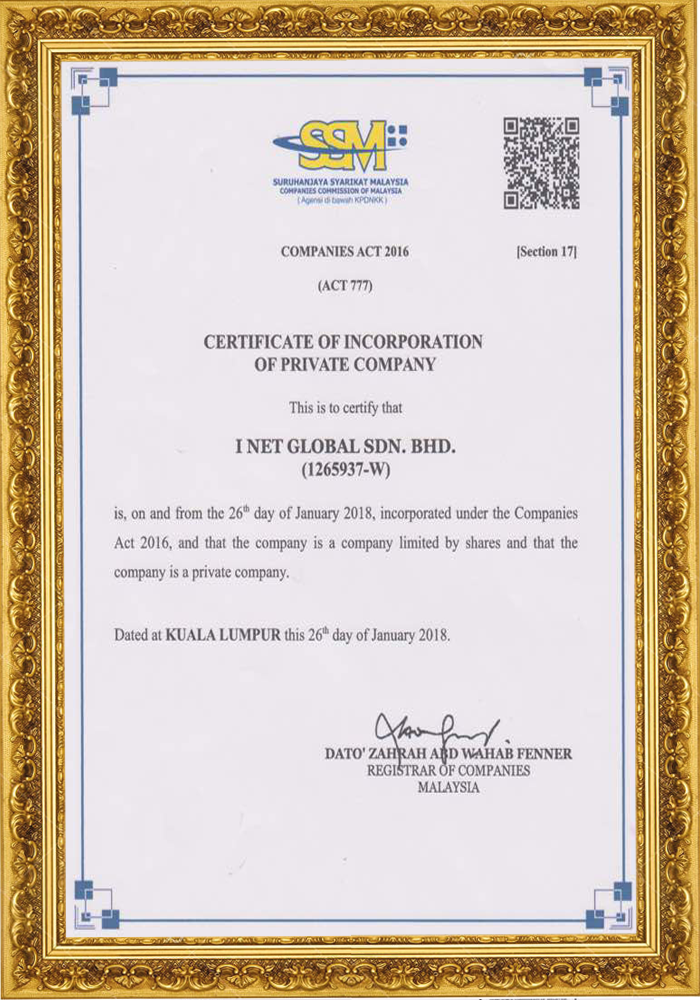 SSM
SURUHANJAYA SYARIKAT MALAYSIA
COMPANIES COMMISSION OF MALAYSIA
( Agensi di bawah KPDNKK )
COMPANIES ACT 2016 [Section 17]
(ACT 777)
CERTIFICATE OF INCORPORATION
OF PRIVATE COMPANY
This is to certify that
I NET GLOBAL SDN. BHD.
(1265937-W)
is, on and from the 26th day of January 2018, incorporated under the Companies
Act 2016, and that the company is a company limited by shares and that the
company is a private company.
Dated at KUALA LUMPUR this 26th day of January 2018.
DATO' ZAHRAH ABD WAHAB FENNER
REGISTRAR OF COMPANIES
MALAYSIA